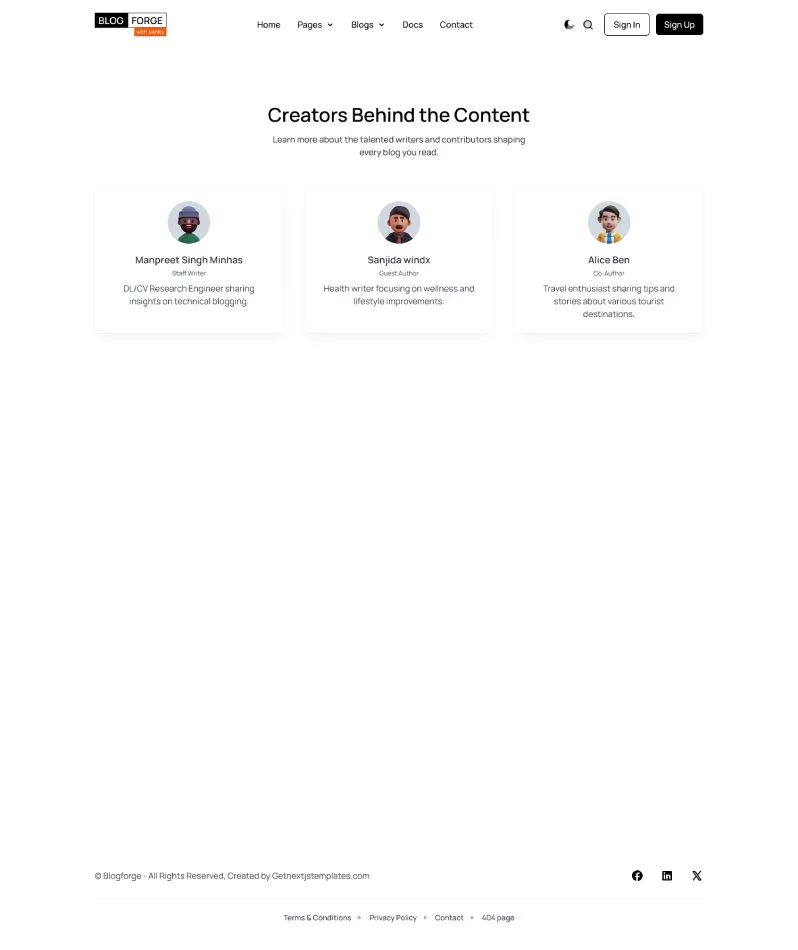 BLOG FORGE
with sanity
Home Pages Blogs Docs Contact
Sign In Sign Up
Creators Behind the Content
Learn more about the talented writers and contributors shaping
every blog you read.
Manpreet Singh Minhas
Staff Writer
DL/CV Research Engineer sharing
insights on technical blogging.
Sanjida windx
Guest Author
Health writer focusing on wellness and
lifestyle improvements.
Alice Ben
Co-Author
Travel enthusiast sharing tips and
stories about various tourist
destinations.
© Blogforge - All Rights Reserved, Created by Getnextjstemplates.com
Terms & Conditions Privacy Policy Contact 404 page